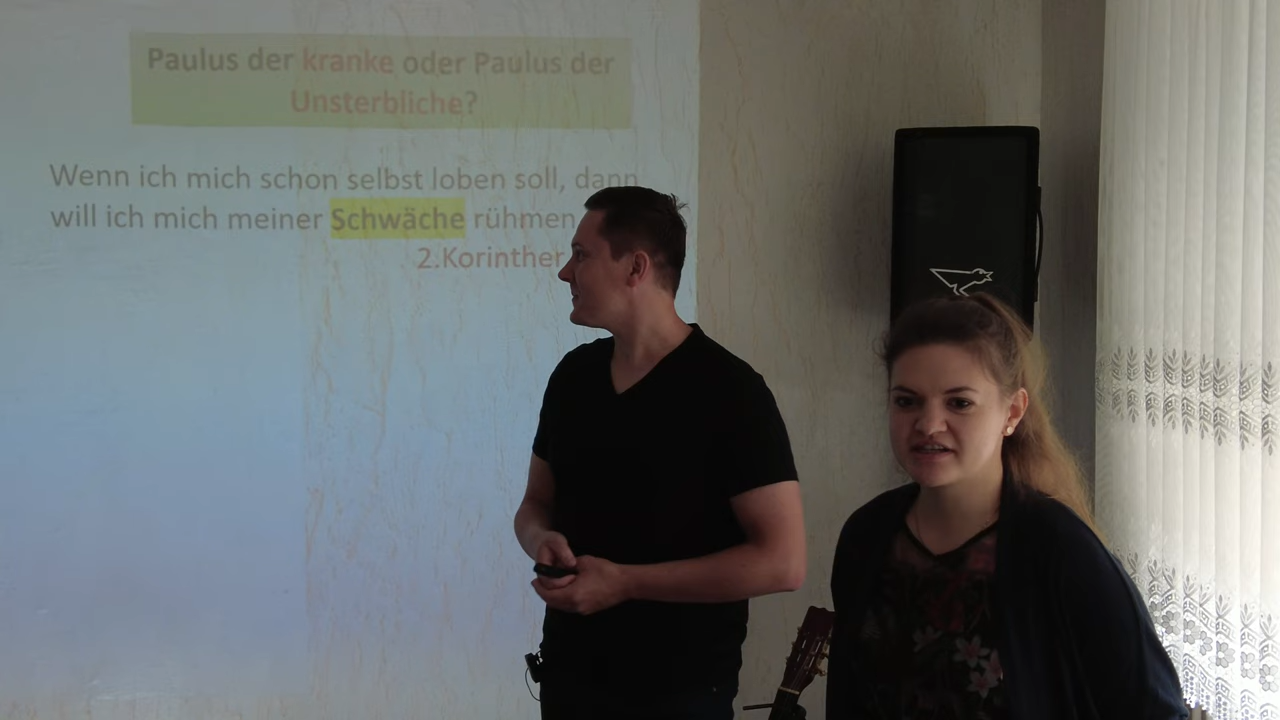 Paulus der kranke oder Paulus der
Unsterbliche?
Wenn ich mich schon selbst loben soll, dann
will ich mich meiner Schwäche rühmen
2.Korinther